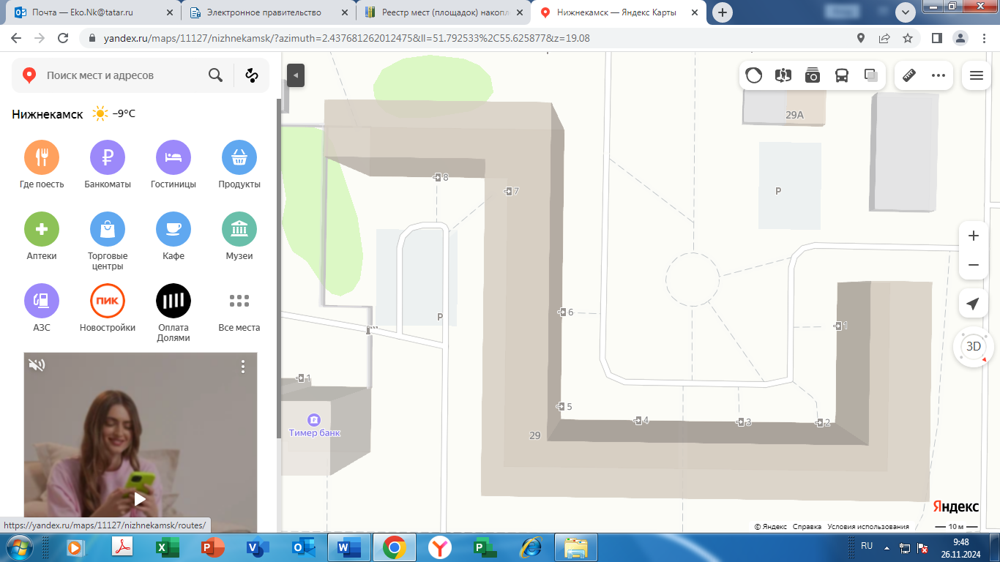 Почта — Eko.Nk@tatar.ru
Электронное правительство
Реестр мест (площадок) накопл
Нижнекамск — Яндекс Карты
yandex.ru/maps/11127/nizhnekamsk/?azimuth=2.437681262012475&ll=51.792533%2C55.625877&z=19.08
Поиск мест и адресов
Нижнекамск
–9°C
Где поесть
Банкоматы
Гостиницы
Продукты
Аптеки
Торговые
центры
Кафе
Музеи
АЗС
ПИК
Новостройки
Оплата
Долями
Все места
https://yandex.ru/maps/11127/nizhnekamsk/routes/
29А
P
8
7
6
5
4
3
2
1
P
1
29
Тимер банк
3D
Яндекс
© Яндекс Справка Условия использования
10 м
RU
9:48
26.11.2024